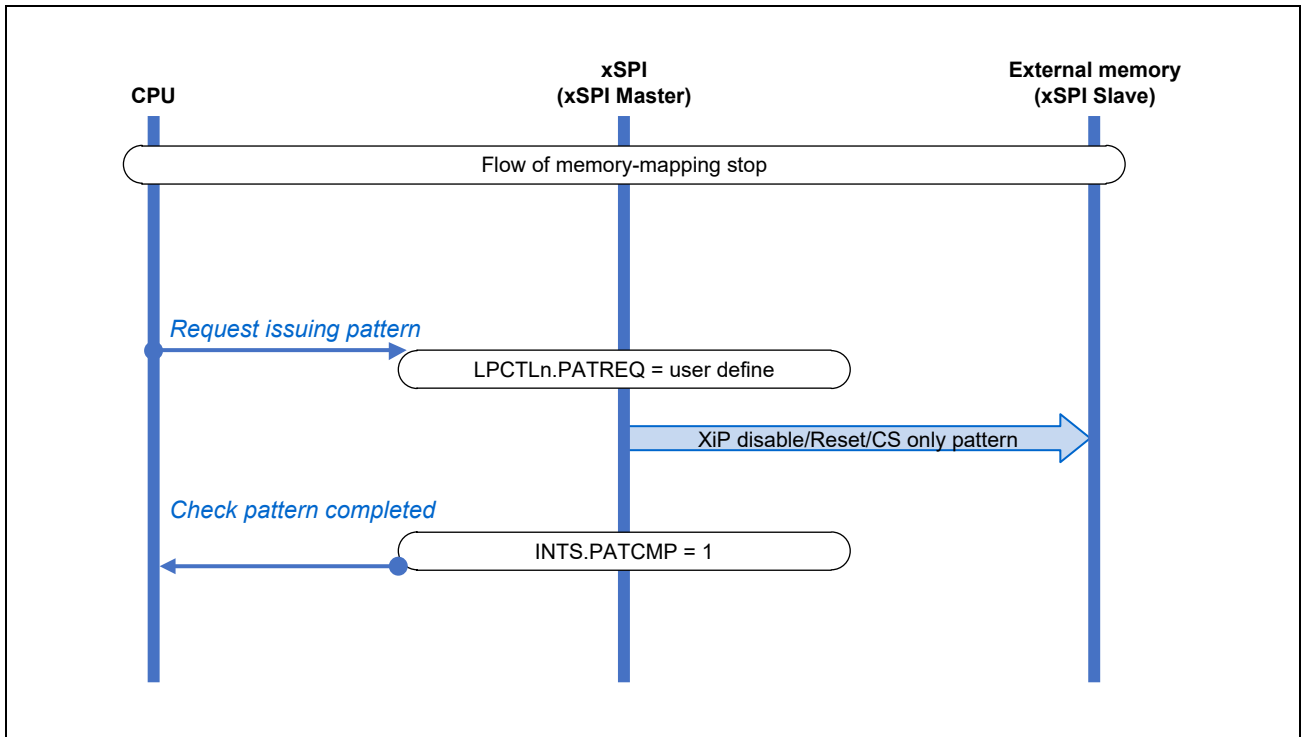 CPU
xSPI
(xSPI Master)
External memory
(xSPI Slave)
Flow of memory-mapping stop
Request issuing pattern
LPCTLn.PATREQ = user define
XiP disable/Reset/CS only pattern
Check pattern completed
INTS.PATCMP = 1